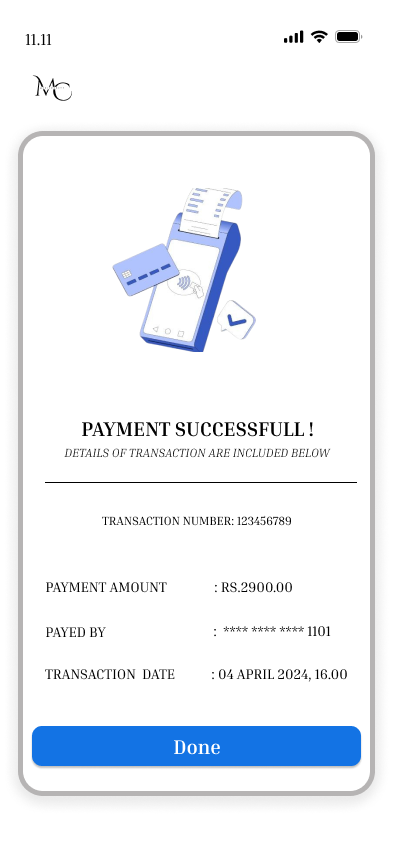 11.11
MC
PAYMENT SUCCESSFULL !
DETAILS OF TRANSACTION ARE INCLUDED BELOW
TRANSACTION NUMBER: 123456789
PAYMENT AMOUNT : RS.2900.00
PAYED BY : **** **** **** 1101
TRANSACTION DATE : 04 APRIL 2024, 16.00
Done